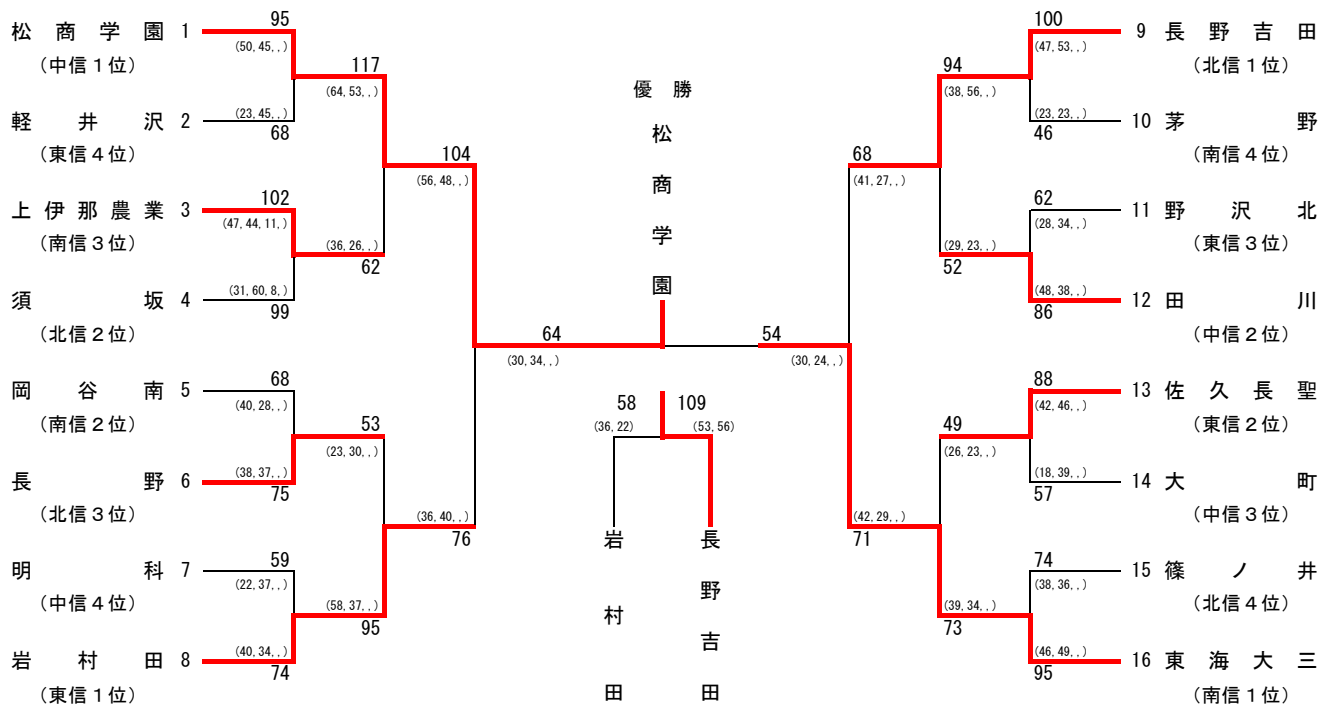 優勝
松商学園
松商学園 1
(中信1位)
95
(50,45,,)
117
(64,53,,)
(23,45,,)
68
軽井沢 2
(東信4位)
104
(56,48,,)
上伊那農業 3
(南信3位)
102
(47,44,11,)
(36,26,,)
62
(31,60,8,)
99
須坂 4
(北信2位)
64
(30,34,,)
岡谷南 5
(南信2位)
68
(40,28,,)
53
(23,30,,)
(38,37,,)
75
長野 6
(北信3位)
(36,40,,)
76
明科 7
(中信4位)
59
(22,37,,)
(58,37,,)
95
(40,34,,)
74
岩村田 8
(東信1位)
58
(36,22)
109
(53,56)
岩村田
長野吉田
100
(47,53,,)
9 長野吉田
(北信1位)
94
(38,56,,)
(23,23,,)
46
10 茅野
(南信4位)
68
(41,27,,)
62
(28,34,,)
11 野沢北
(東信3位)
(29,23,,)
52
(48,38,,)
86
12 田川
(中信2位)
54
(30,24,,)
88
(42,46,,)
13 佐久長聖
(東信2位)
49
(26,23,,)
(18,39,,)
57
14 大町
(中信3位)
(42,29,,)
71
74
(38,36,,)
15 篠ノ井
(北信4位)
(39,34,,)
73
(46,49,,)
95
16 東海大三
(南信1位)